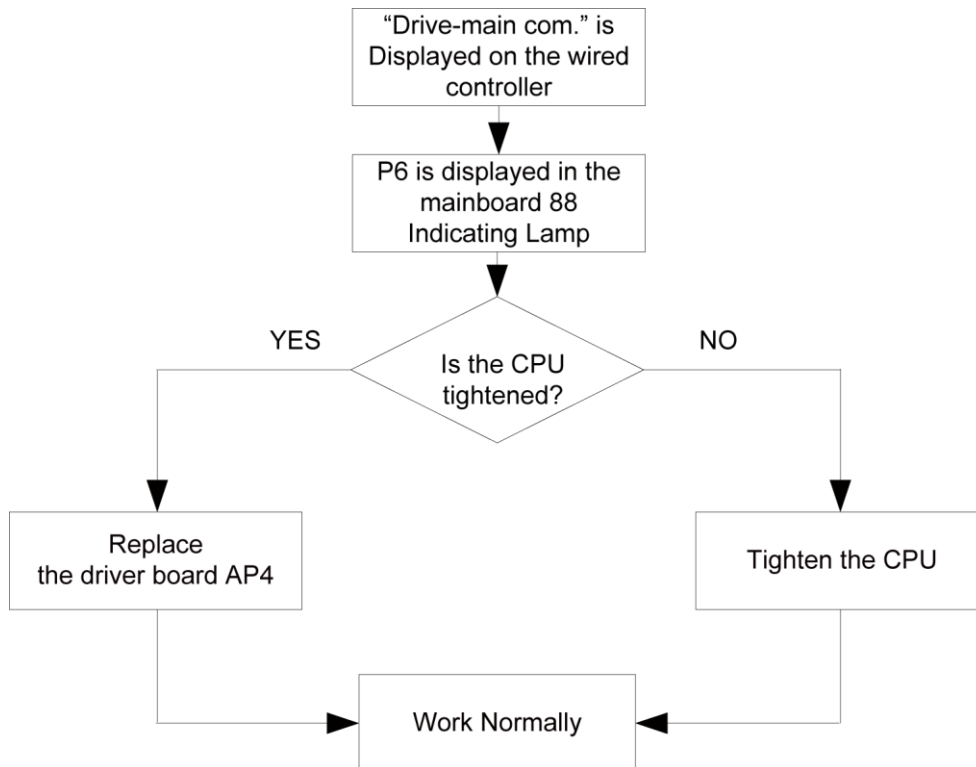 “Drive-main com.” is
Displayed on the wired
controller
P6 is displayed in the
mainboard 88
Indicating Lamp
YES
NO
Is the CPU
tightened?
Replace
the driver board AP4
Tighten the CPU
Work Normally